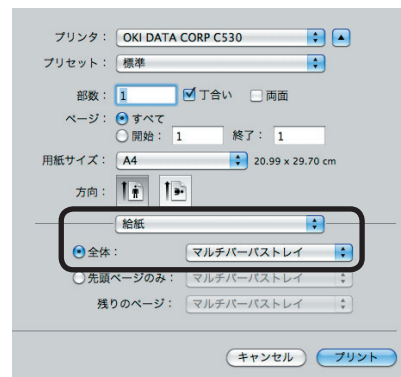 プリンタ： OKI DATA CORP C530
プリセット： 標準
部数： 1 丁合い 両面
ページ： すべて
開始： 1 終了： 1
用紙サイズ： A4 20.99 x 29.70 cm
方向：
給紙
全体： マルチパーパストレイ
先頭ページのみ： マルチパーパストレイ
残りのページ： マルチパーパストレイ
キャンセル プリント